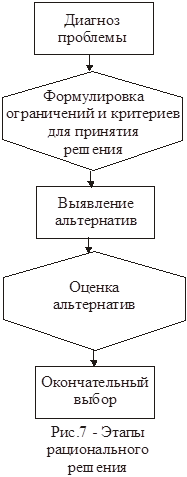 Диагноз
проблемы
Формулировка
ограничений и критериев
для принятия
решения
Выявление
альтернатив
Оценка
альтернатив
Окончательный
выбор
Рис.7 - Этапы
рационального
решения